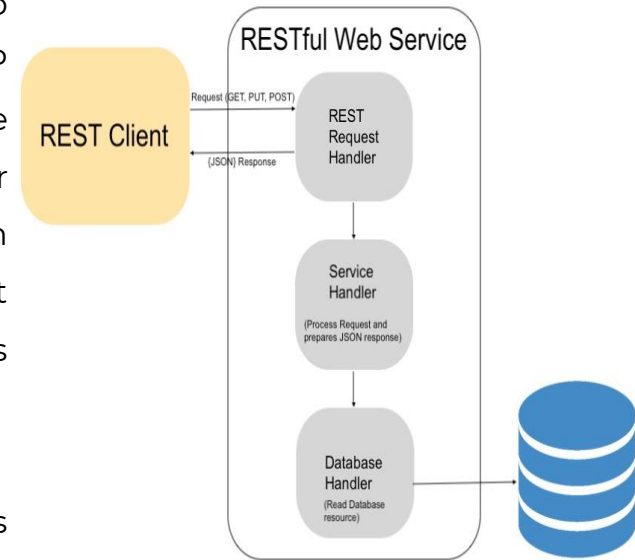 RESTful Web Service
REST Client
Request (GET, PUT, POST)
{JSON} Response
REST
Request
Handler
Service
Handler
(Process Request and
prepares JSON response)
Database
Handler
(Read Database
resource)